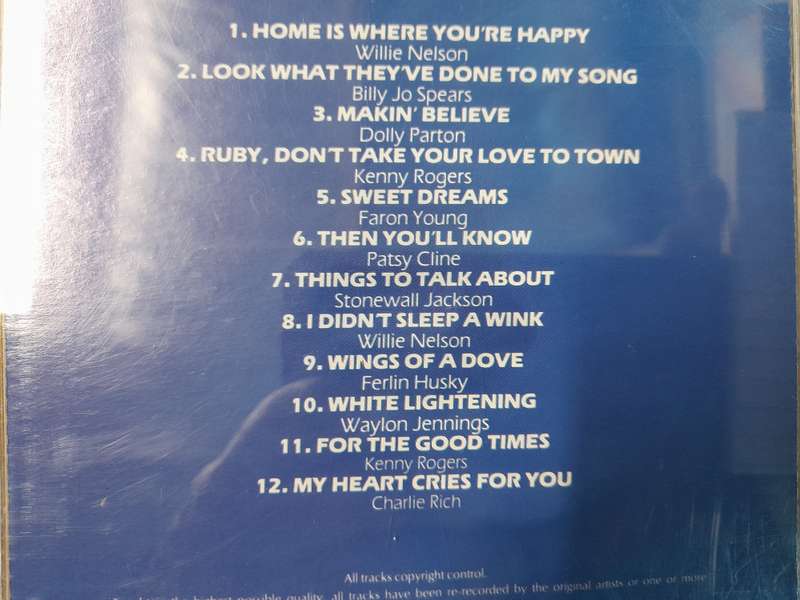 1. HOME IS WHERE YOU'RE HAPPY
Willie Nelson
2. LOOK WHAT THEY'VE DONE TO MY SONG
Billy Jo Spears
3. MAKIN' BELIEVE
Dolly Parton
4. RUBY, DON'T TAKE YOUR LOVE TO TOWN
Kenny Rogers
5. SWEET DREAMS
Faron Young
6. THEN YOU'LL KNOW
Patsy Cline
7. THINGS TO TALK ABOUT
Stonewall Jackson
8. I DIDN'T SLEEP A WINK
Willie Nelson
9. WINGS OF A DOVE
Ferlin Husky
10. WHITE LIGHTENING
Waylon Jennings
11. FOR THE GOOD TIMES
Kenny Rogers
12. MY HEART CRIES FOR YOU
Charlie Rich
All tracks copyright control.
the highest possible quality, all tracks have been re-recorded by the original artists or one or more